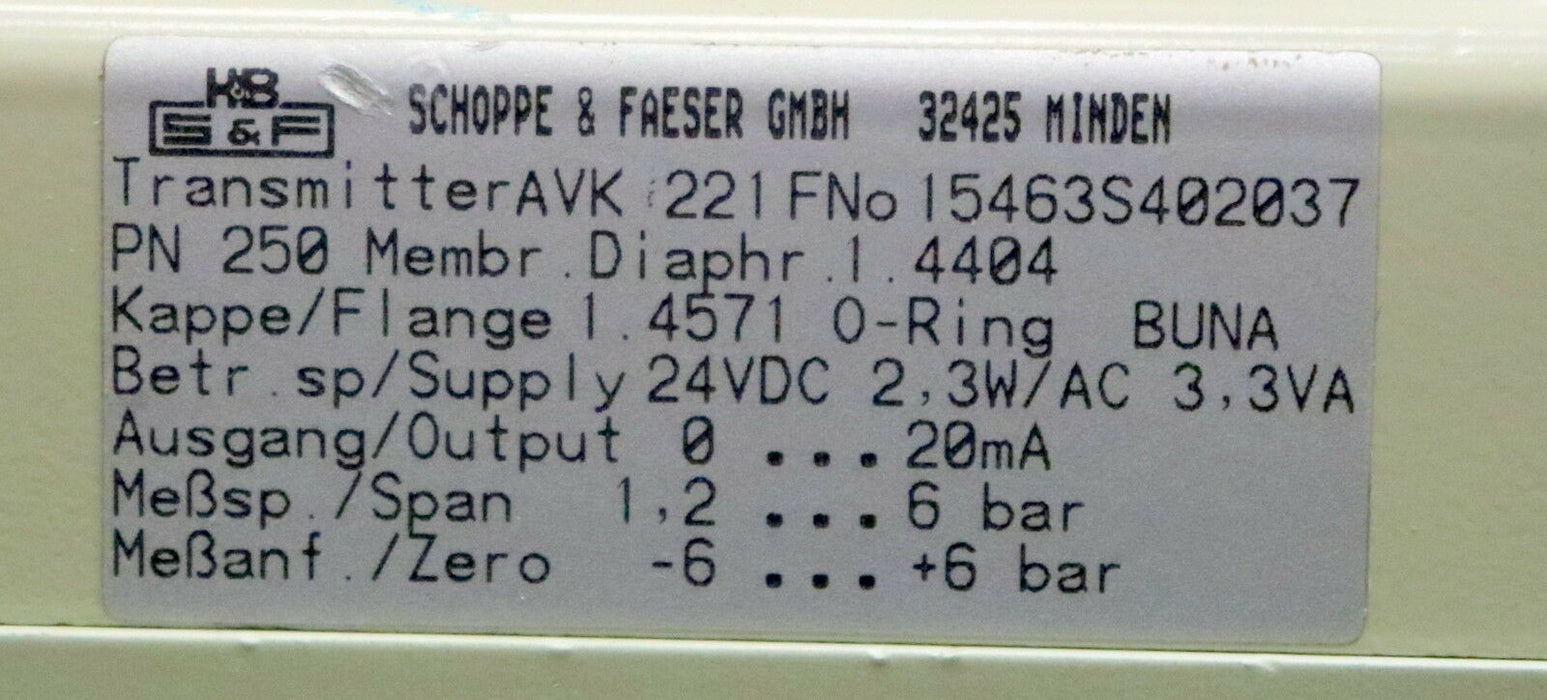 H&B
S & F
SCHOPPE & FAESER GMBH 32425 MINDEN
Transmitter AVK 221 FNo 15463S402037
PN 250 Membr.Diaphr.1.4404
Kappe/Flange 1.4571 O-Ring BUNA
Betr.sp/Supply 24VDC 2,3W/AC 3,3VA
Ausgang/Output 0 ... 20mA
Meßsp./Span 1,2 ... 6 bar
Meßanf./Zero -6 ... +6 bar